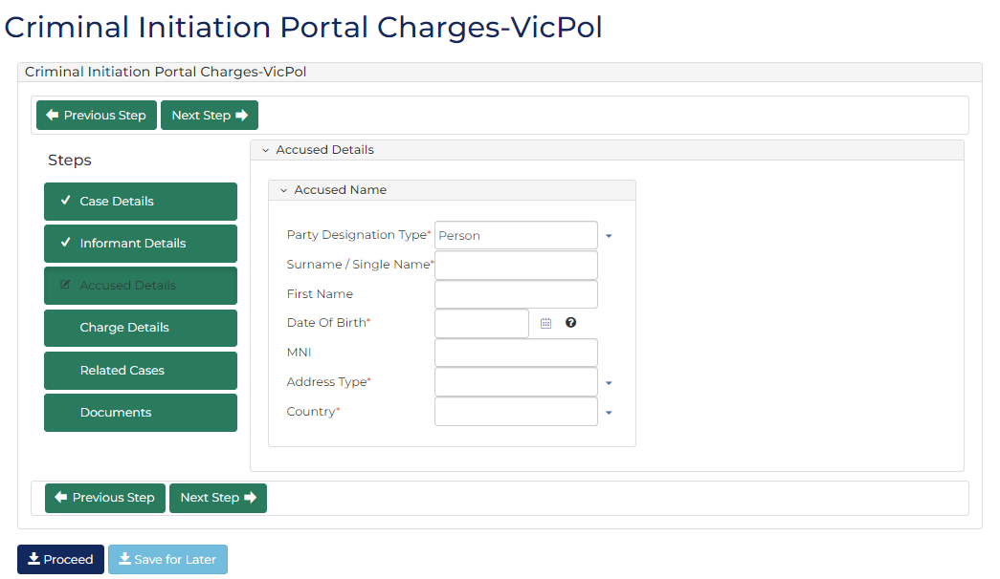 Criminal Initiation Portal Charges-VicPol
Criminal Initiation Portal Charges-VicPol
Previous Step Next Step
Steps
Case Details
Informant Details
Accused Details
Charge Details
Related Cases
Documents
Accused Details
Accused Name
Party Designation Type* Person
Surname / Single Name*
First Name
Date Of Birth*
MNI
Address Type*
Country*
Previous Step Next Step
Proceed Save for Later